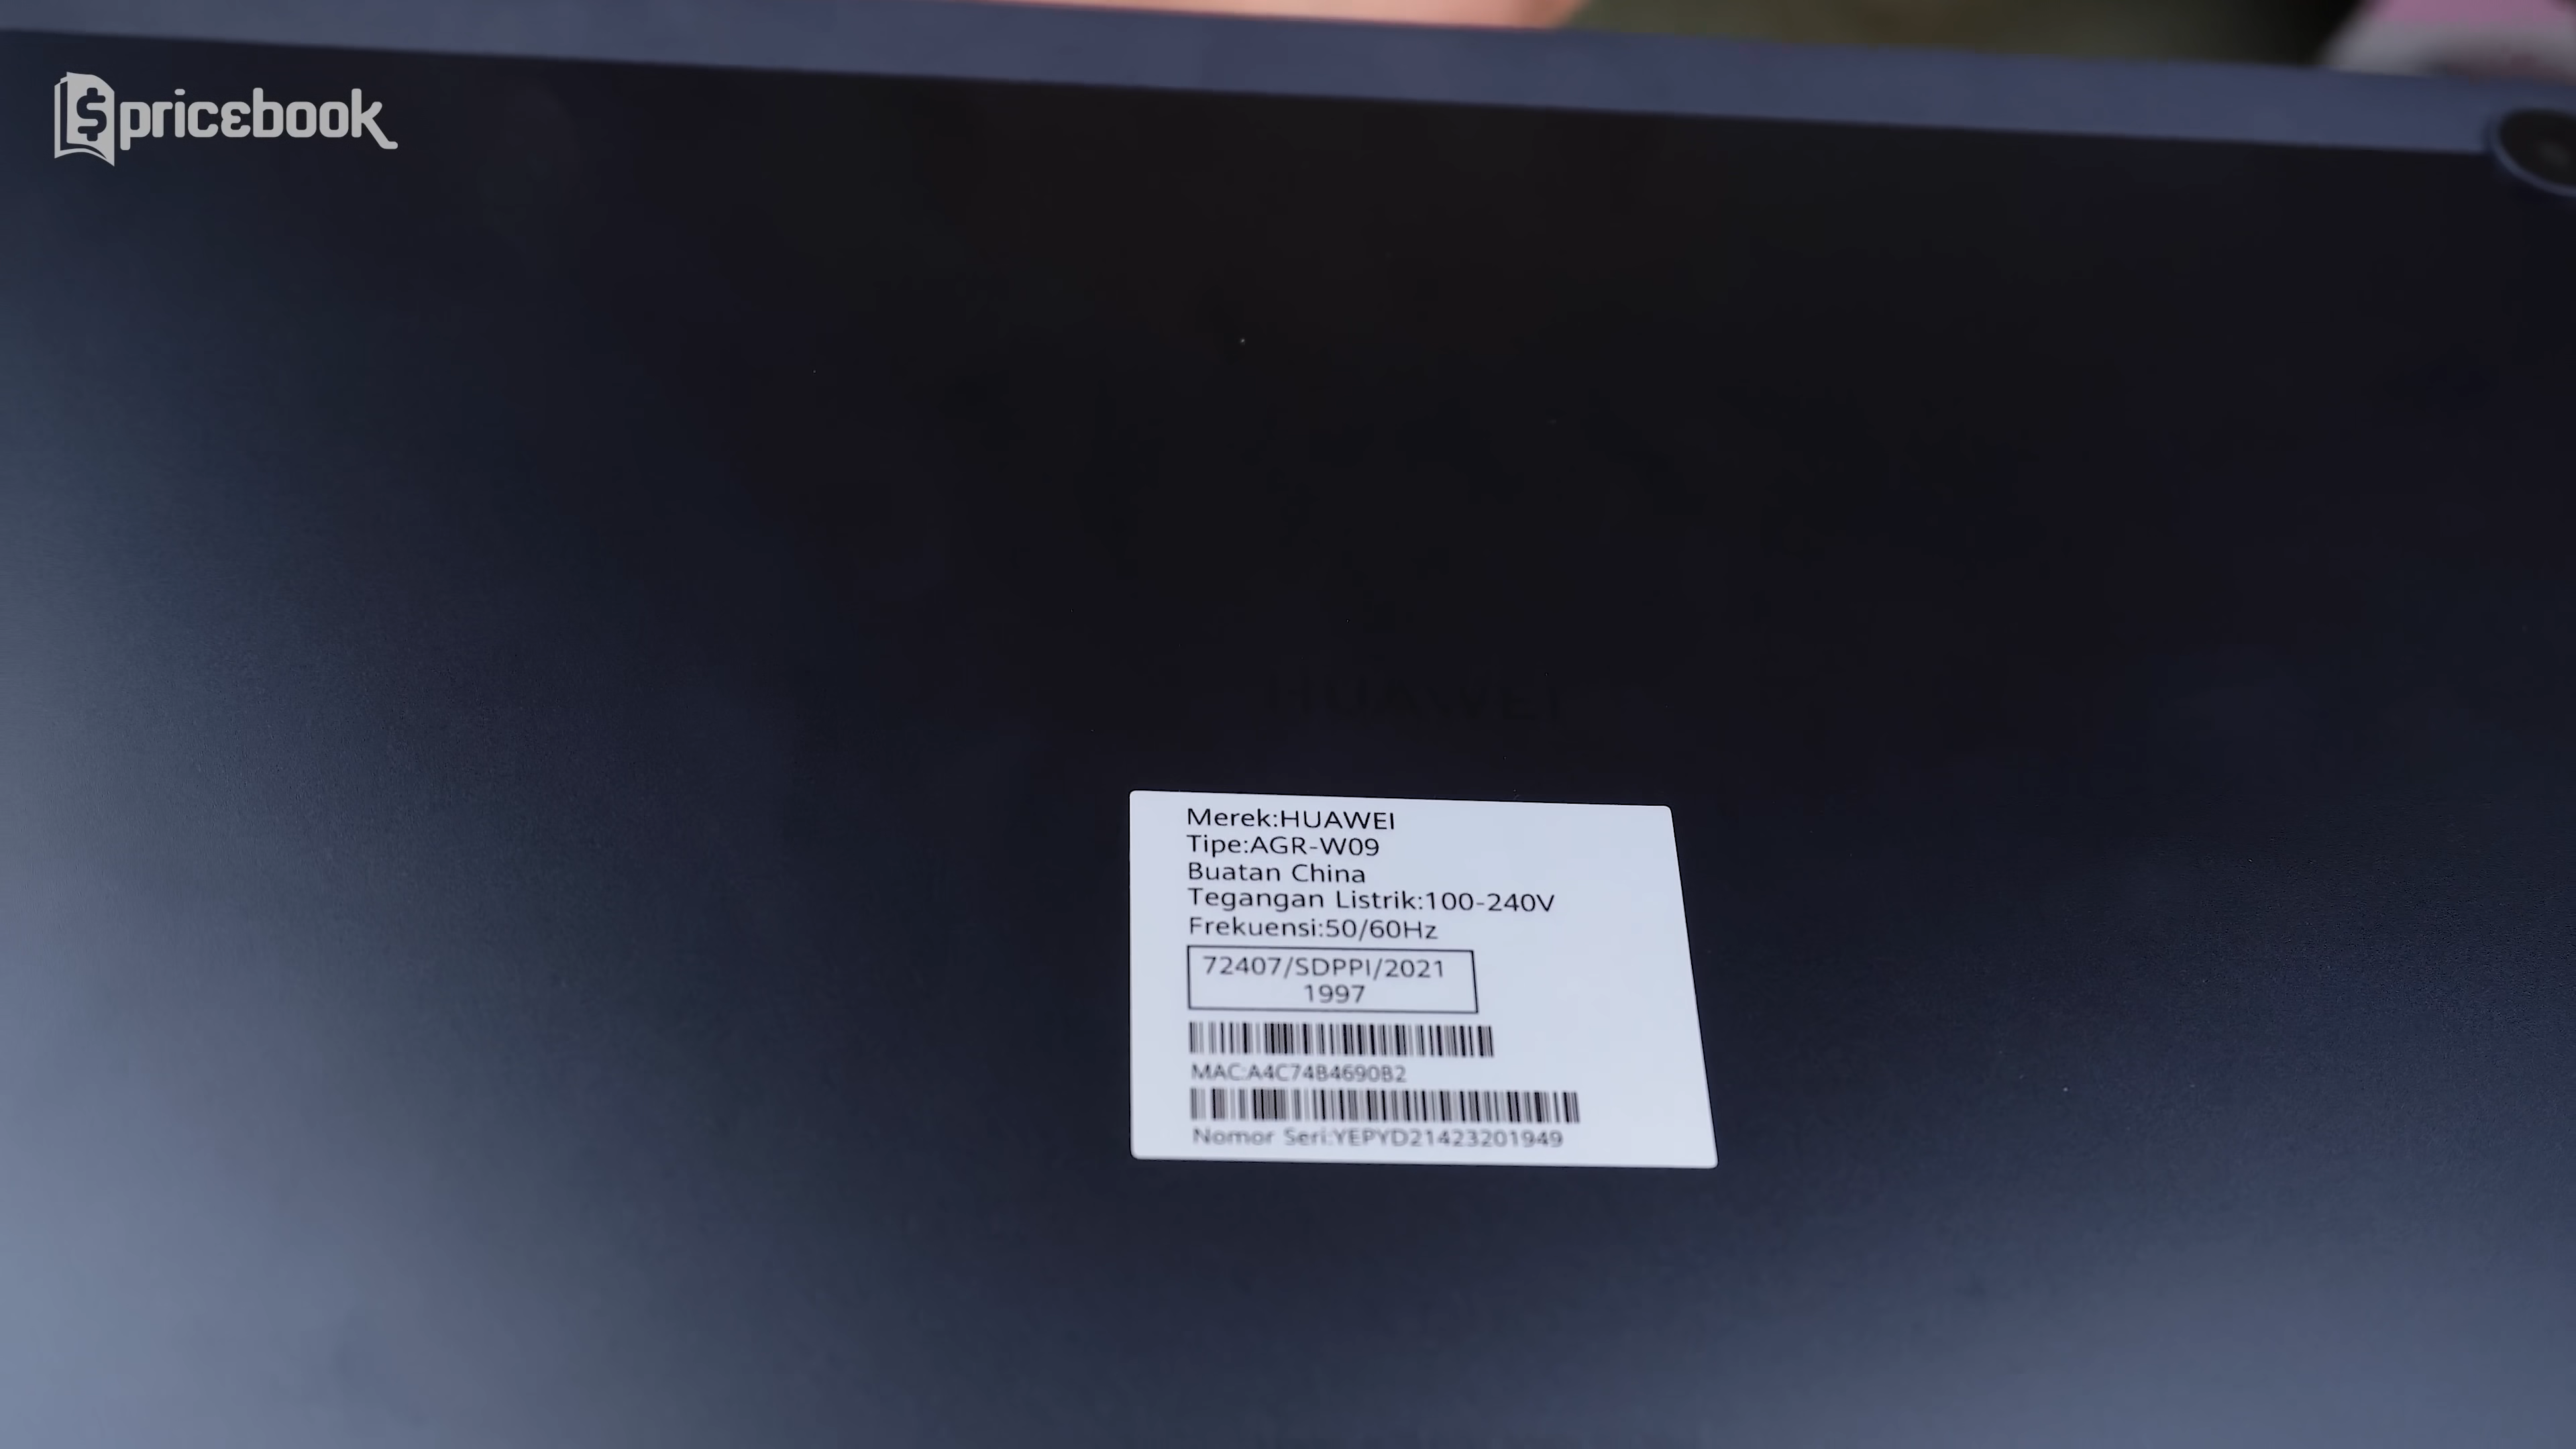 pricebook
HUAWEI
Merek:HUAWEI
Tipe:AGR-W09
Buatan China
Tegangan Listrik:100-240V
Frekuensi:50/60Hz
72407/SDPPI/2021
1997
MAC:A4C74B4690B2
Nomor Seri:YEPYD21423201949